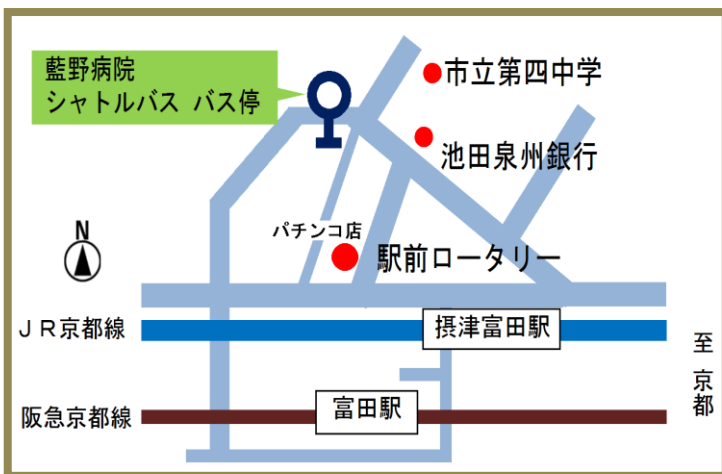 藍野病院
シャトルバス バス停
市立第四中学
池田泉州銀行
N
パチンコ店
駅前ロータリー
JR京都線
摂津富田駅
至 京都
富田駅
阪急京都線